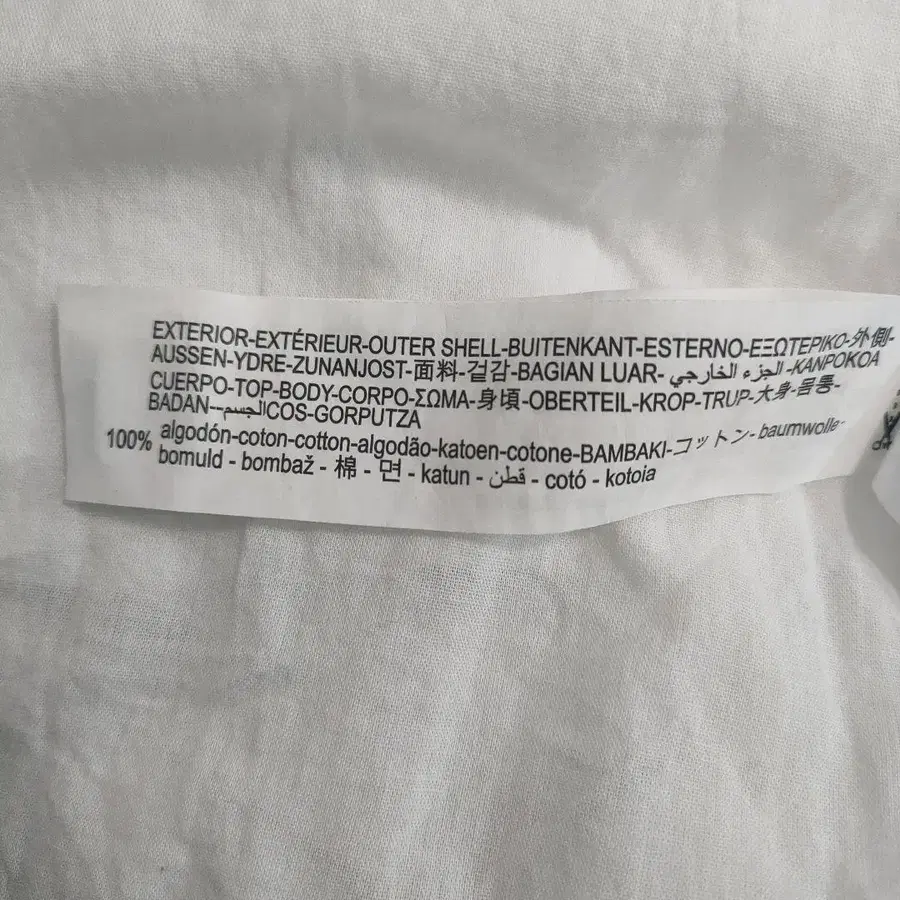 EXTERIOR-EXTÉRIEUR-OUTER SHELL-BUITENKANT-ESTERNO-ΕΞΩΤΕΡΙΚΟ-外側-
AUSSEN-YDRE-ZUNANJOST-面料-겉감-BAGIAN LUAR-الجزء الخارجي-KANPOKOA
CUERPO-TOP-BODY-CORPO-ΣΩΜΑ-身頃-OBERTEIL-KROP-TRUP-大身-몸통-
BADAN--الجسمCOS-GORPUTZA
100% algodón-coton-cotton-algodão-katoen-cotone-BAMBAKI-コットン-baumwolle-
bomuld - bombaž - 棉 - 면 - katun - قطن - cotó - kotoia